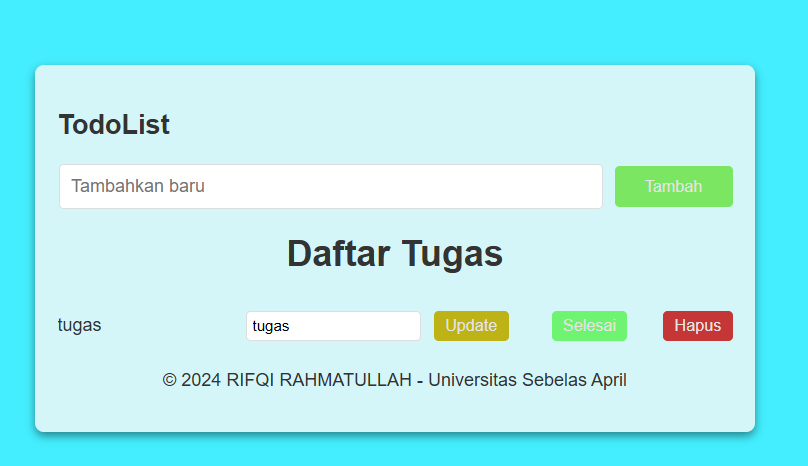 TodoList
Tambahkan baru Tambah
Daftar Tugas
tugas tugas Update Selesai Hapus
© 2024 RIFQI RAHMATULLAH - Universitas Sebelas April